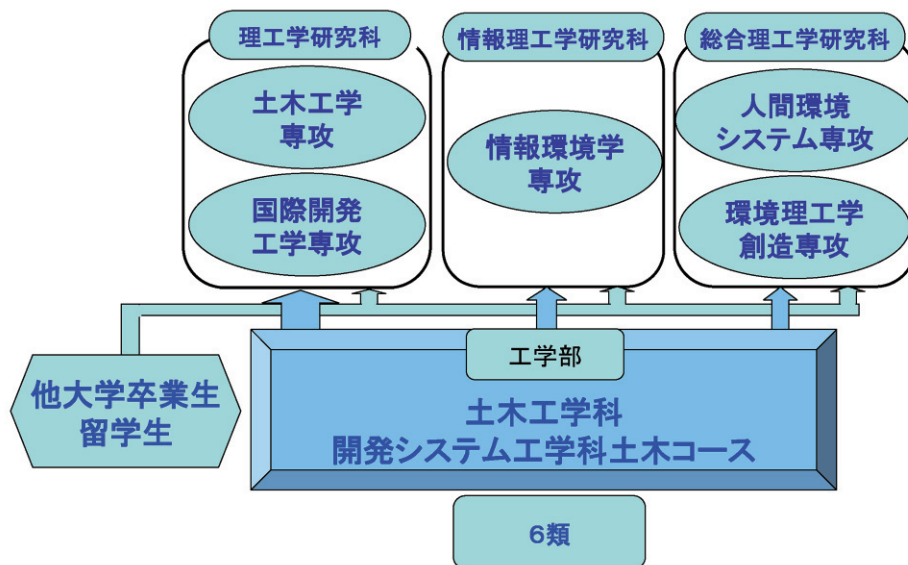 理工学研究科
情報理工学研究科
総合理工学研究科
土木工学
専攻
国際開発
工学専攻
情報環境学
専攻
人間環境
システム専攻
環境理工学
創造専攻
他大学卒業生
留学生
工学部
土木工学科
開発システム工学科土木コース
6類